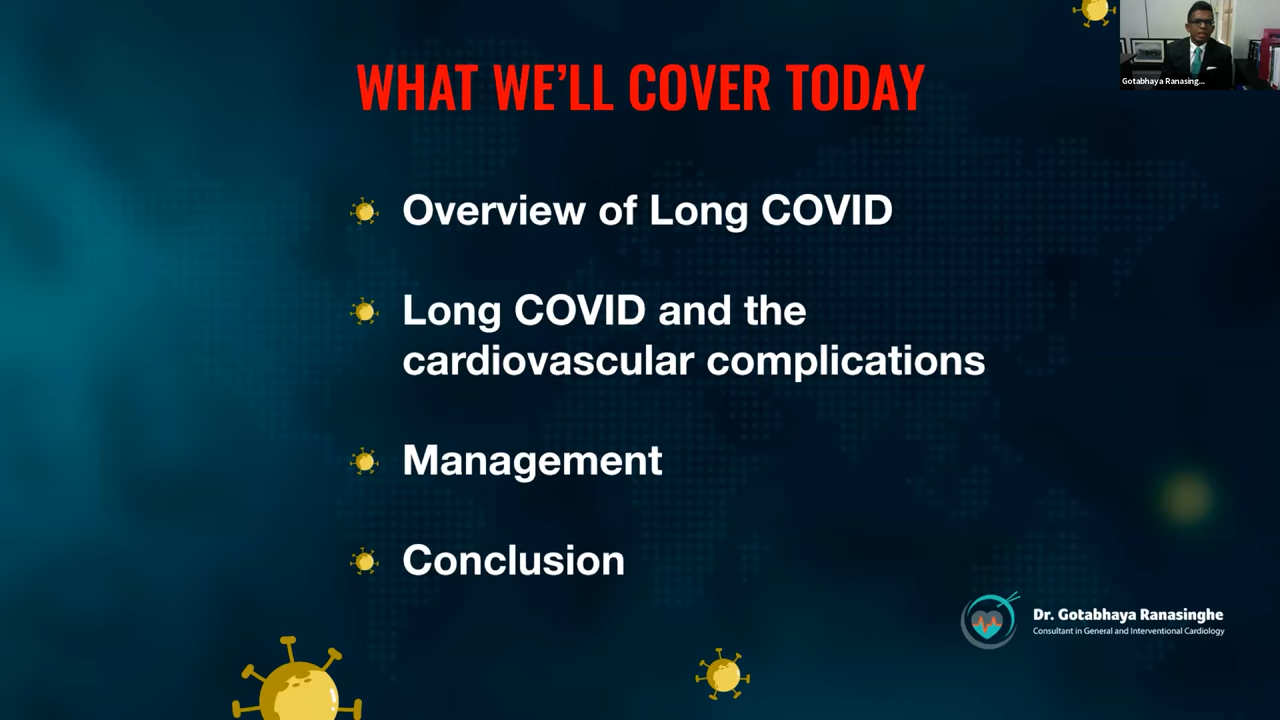 Gotabhaya Ranasing...
WHAT WE'LL COVER TODAY
Overview of Long COVID
Long COVID and the
cardiovascular complications
Management
Conclusion
Dr. Gotabhaya Ranasinghe
Consultant in General and Interventional Cardiology